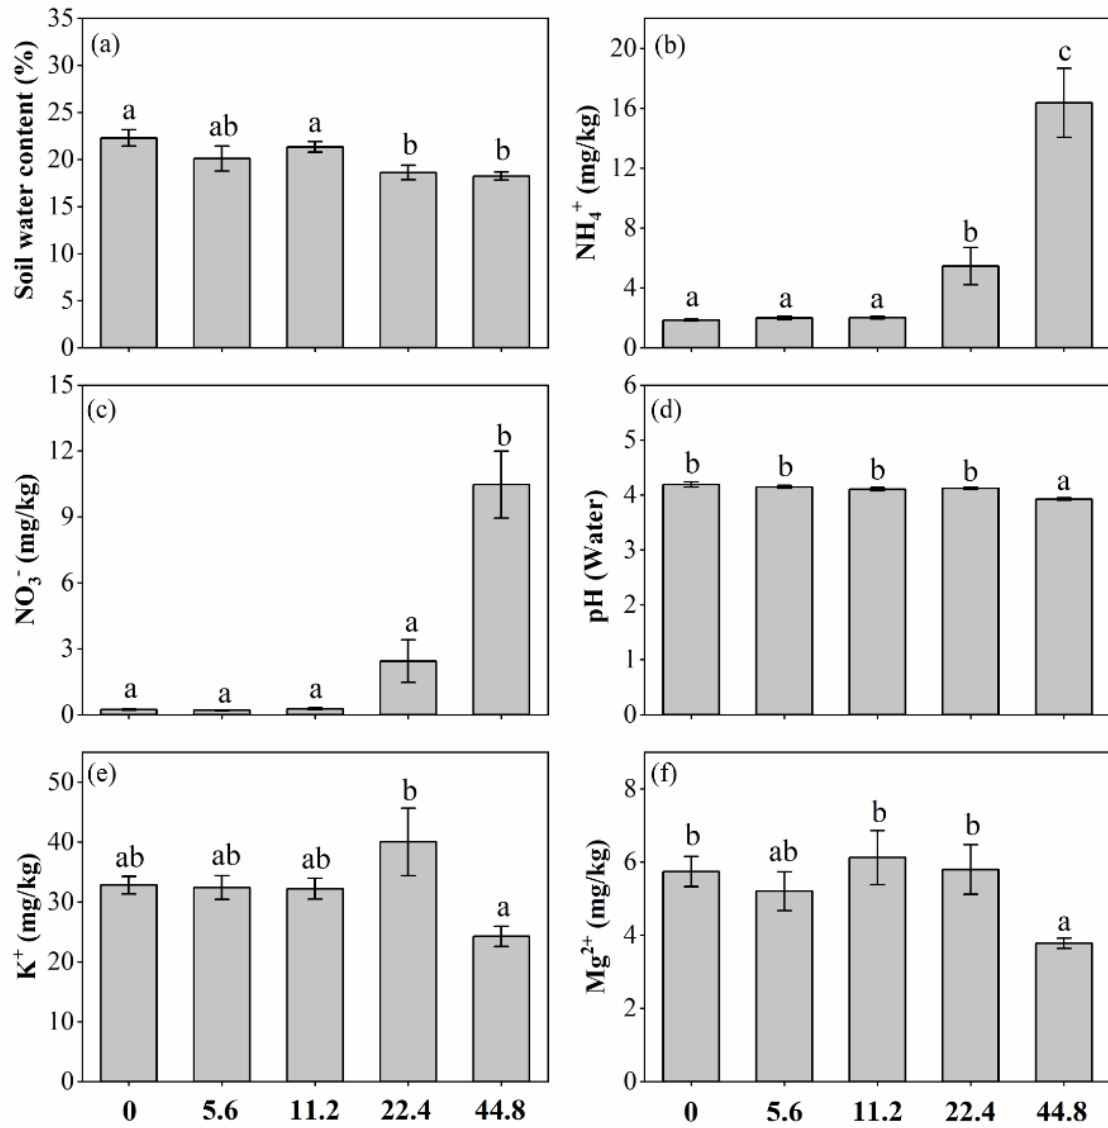 35
(a)
30
25
20
15
10
5
0
Soil water content (%)
a
ab
a
b
b
(b)
20
16
12
8
4
0
NH₄⁺ (mg/kg)
a
a
a
b
c
(c)
15
12
9
6
3
0
NO₃⁻ (mg/kg)
a
a
a
a
b
(d)
6
5
4
3
2
1
0
pH (Water)
b
b
b
b
a
(e)
50
40
30
20
10
0
K⁺ (mg/kg)
ab
ab
ab
b
a
0 5.6 11.2 22.4 44.8
(f)
8
6
4
2
0
Mg²⁺ (mg/kg)
b
ab
b
b
a
0 5.6 11.2 22.4 44.8